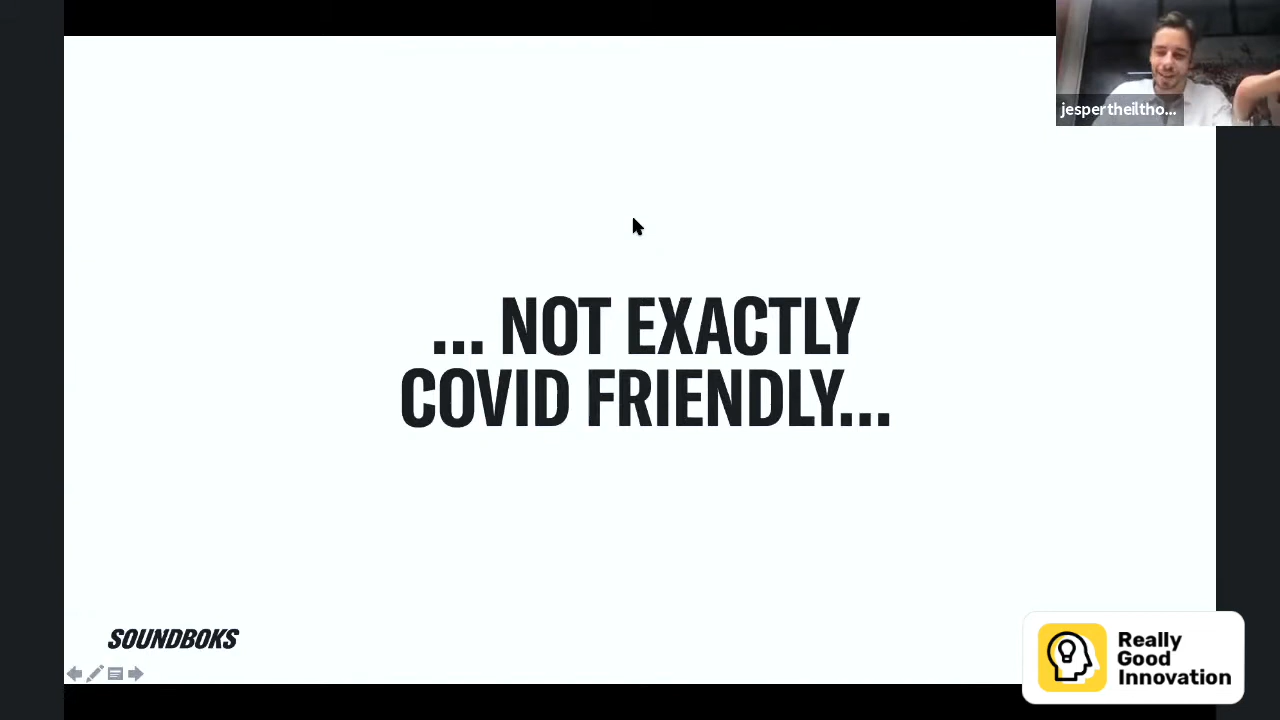 jespertheiltho...
... NOT EXACTLY
COVID FRIENDLY...
SOUNDBOKS
Really
Good
Innovation